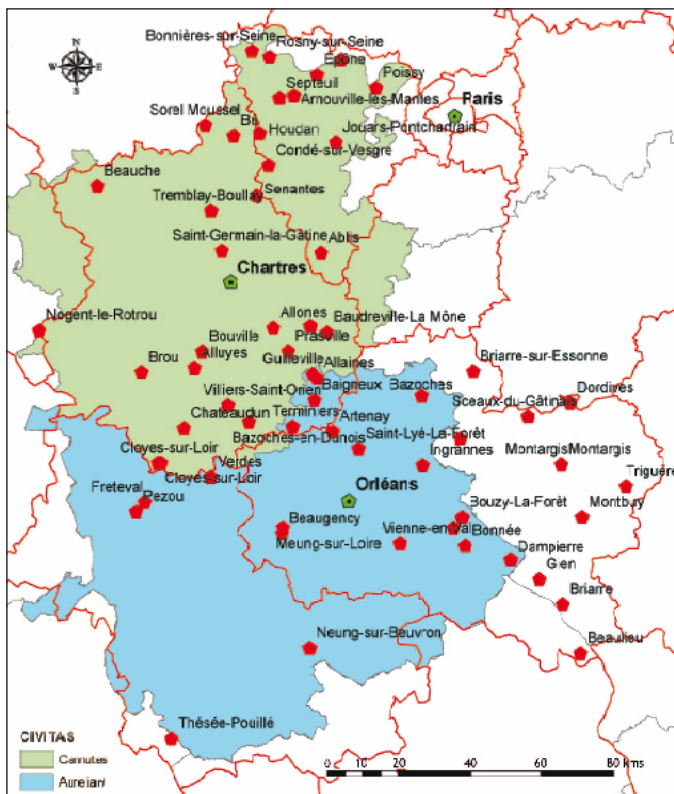 Bonnières-sur-Seine
Rosny-sur-Seine
N
Epone
W E
Septeuil
Poissy
S
Arnouville-lès-Mantes
Paris
Sorel Moussel
Bû
Houdan
Jouars-Pontchartrain
Condé-sur-Vesgre
Beauche
Senantes
Tremblay-Boullay
Saint-Germain-la-Gâtine
Ablis
Chartres
Nogent-le-Rotrou
Allones
Baudreville-La Mône
Bouville
Prasville
Brou
Alluyes
Guilleville
Allaines
Briarre-sur-Essonne
Baigneux
Bazoches
Dordives
Villiers-Saint-Orien
Sceaux-du-Gâtinais
Chateaudun
Terminiers
Artenay
Bazoches-en-Dunois
Saint-Lyé-La-Forêt
Cloyes-sur-Loir
Verdes
Ingrannes
Montargis
Montargis
Cloyes-sur-Loir
Triguère
Freteval
Pezou
Orléans
Bouzy-La-Forêt
Montbuy
Beaugency
Vienne-en-Val
Bonnée
Meung-sur-Loire
Dampierre
Gien
Briarre
Neung-sur-Beuvron
Beaulieu
Thésée-Pouillé
CIVITAS
Carnutes
Aureliani
0 10 20 40 60 80 kms